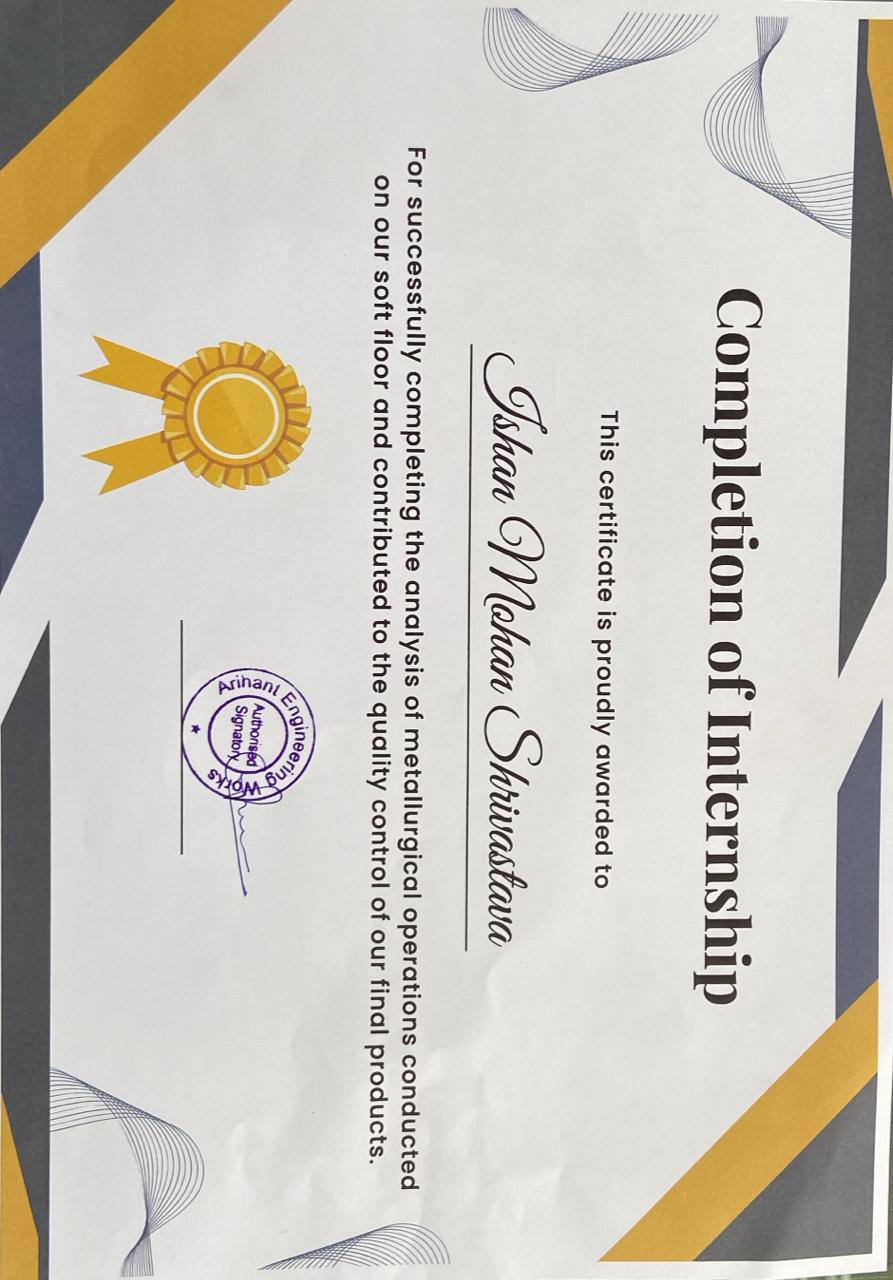 Completion of Internship
This certificate is proudly awarded to
Ishan Mohan Shrivastava
For successfully completing the analysis of metallurgical operations conducted
on our soft floor and contributed to the quality control of our final products.
Arihant Engineering Works
Authorised
Signatory